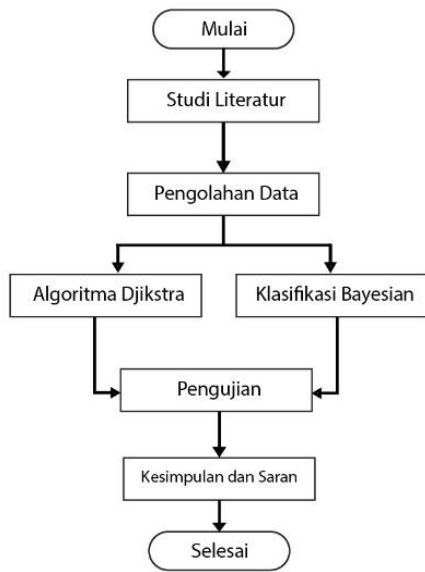 Mulai
Studi Literatur
Pengolahan Data
Algoritma Djikstra
Klasifikasi Bayesian
Pengujian
Kesimpulan dan Saran
Selesai